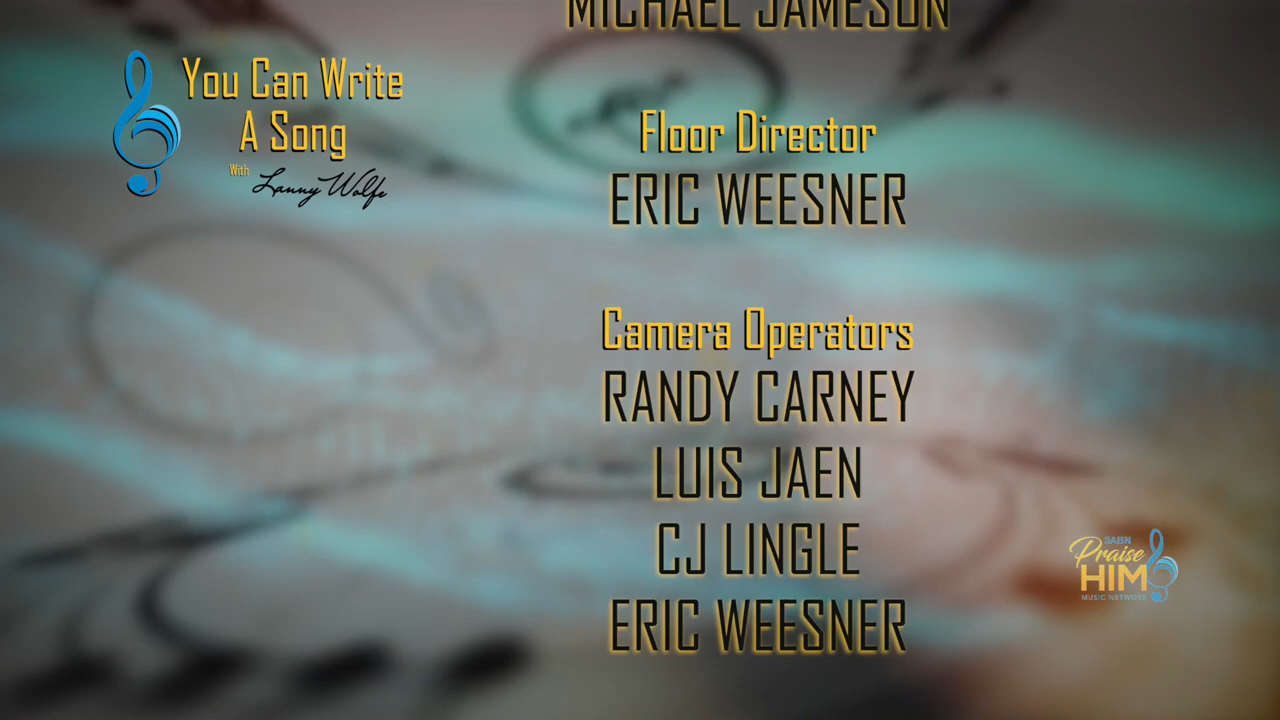 MICHAEL JAMESON
You Can Write
A Song
With Lanny Wolfe
Floor Director
ERIC WEESNER
Camera Operators
RANDY CARNEY
LUIS JAEN
CJ LINGLE
ERIC WEESNER
3ABN
Praise
HIM
MUSIC NETWORK